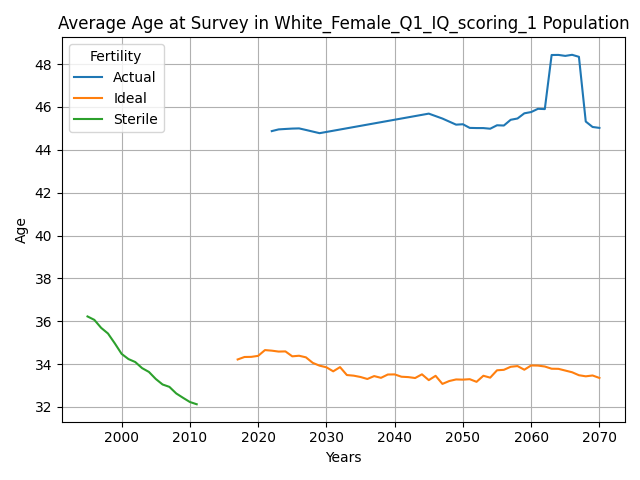 Average Age at Survey in White_Female_Q1_IQ_scoring_1 Population
Fertility
Actual
Ideal
Sterile
Age
48
46
44
42
40
38
36
34
32
2000 2010 2020 2030 2040 2050 2060 2070
Years